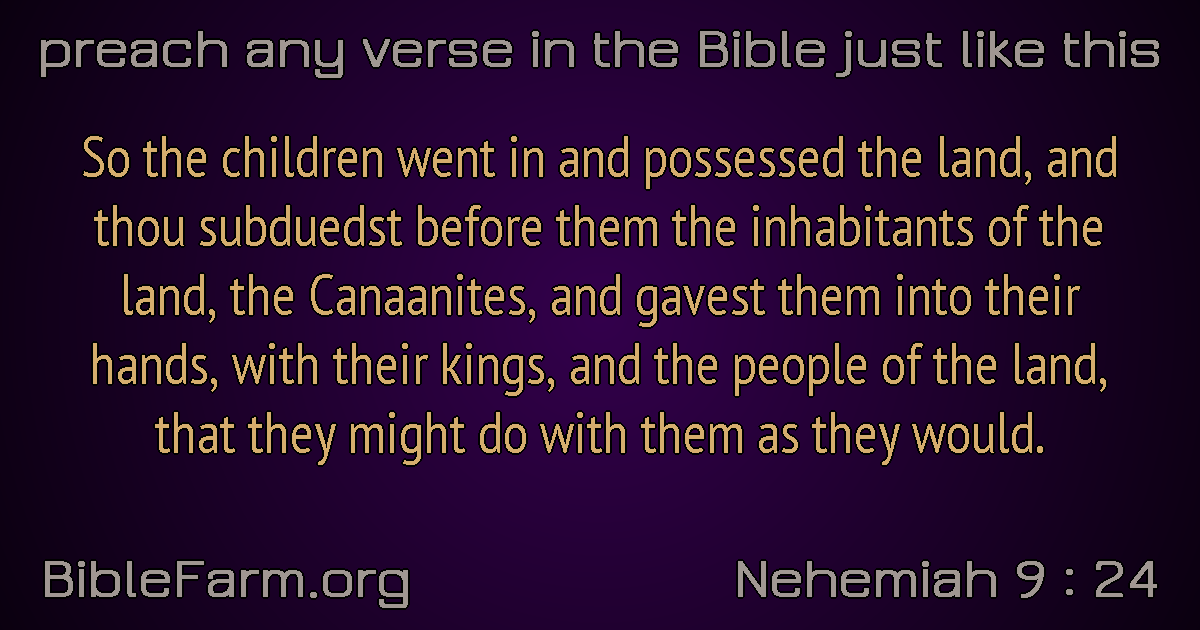 preach any verse in the Bible just like this
So the children went in and possessed the land, and
thou subduedst before them the inhabitants of the
land, the Canaanites, and gavest them into their
hands, with their kings, and the people of the land,
that they might do with them as they would.
BibleFarm.org
Nehemiah 9 : 24